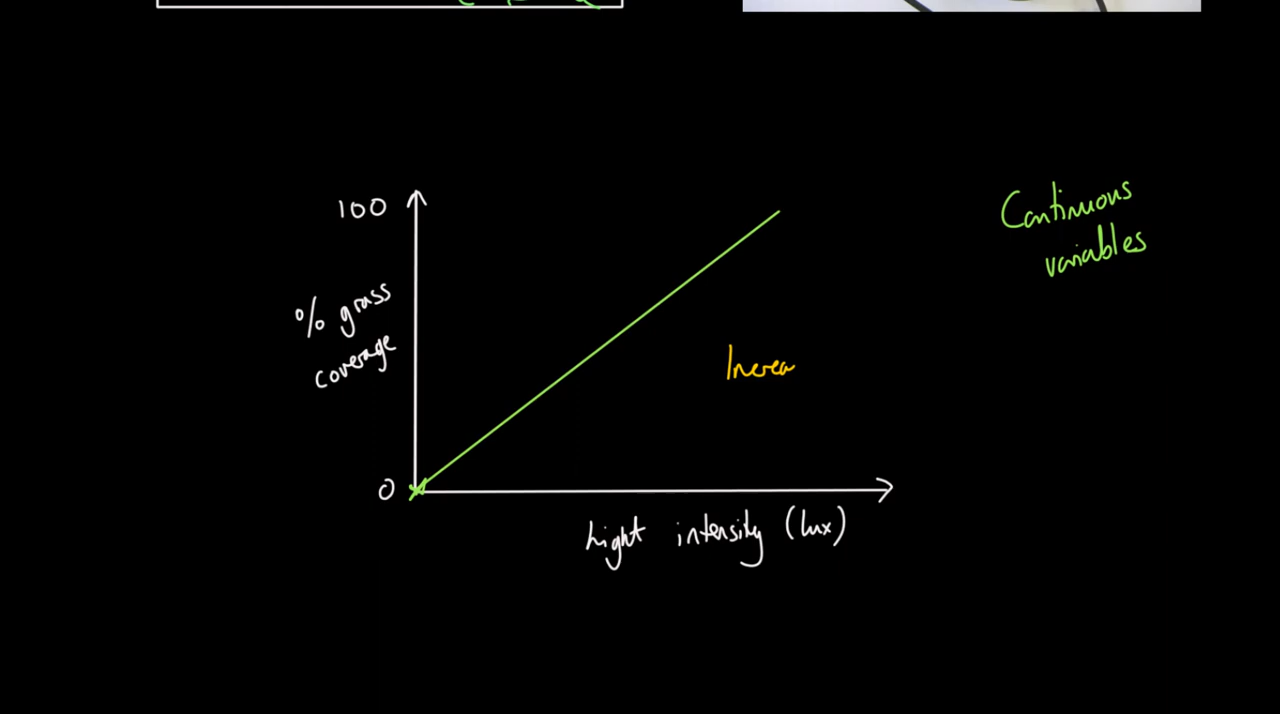 100
% grass
coverage
0
Light intensity (lux)
Continuous
variables
Increa